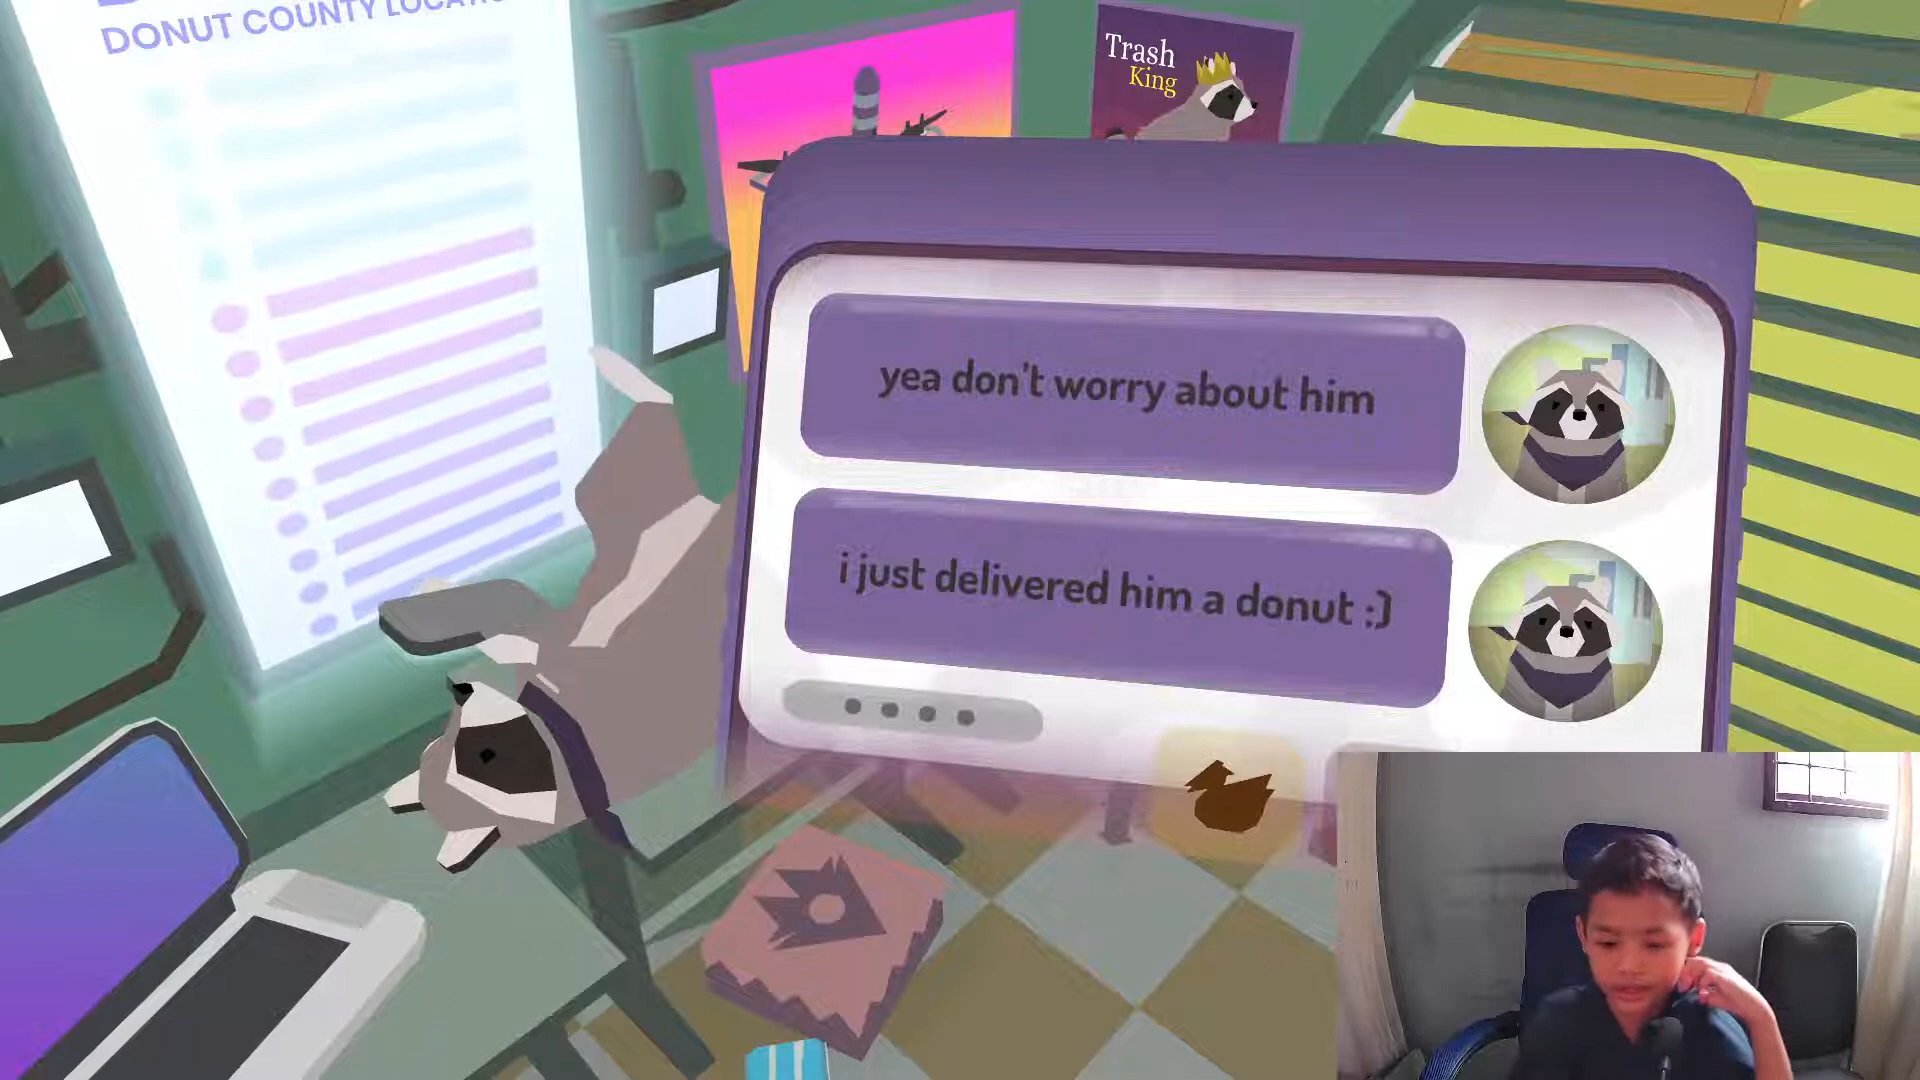 DONUT COUNTY
Trash
King
yea don't worry about him
i just delivered him a donut :)